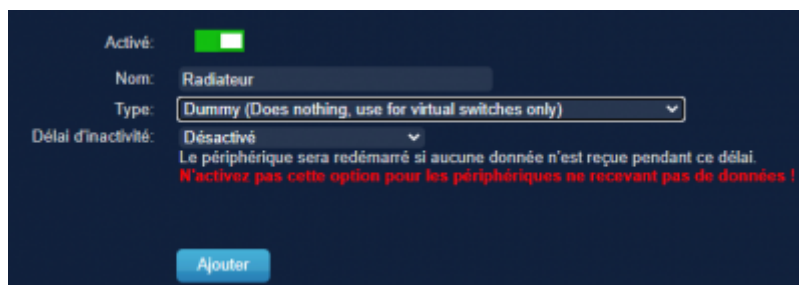 Activé:
Nom: Radiateur
Type: Dummy (Does nothing, use for virtual switches only)
Délai d'inactivité: Désactivé
Le périphérique sera redémarré si aucune donnée n'est reçue pendant ce délai.
N'activez pas cette option pour les périphériques ne recevant pas de données !
Ajouter